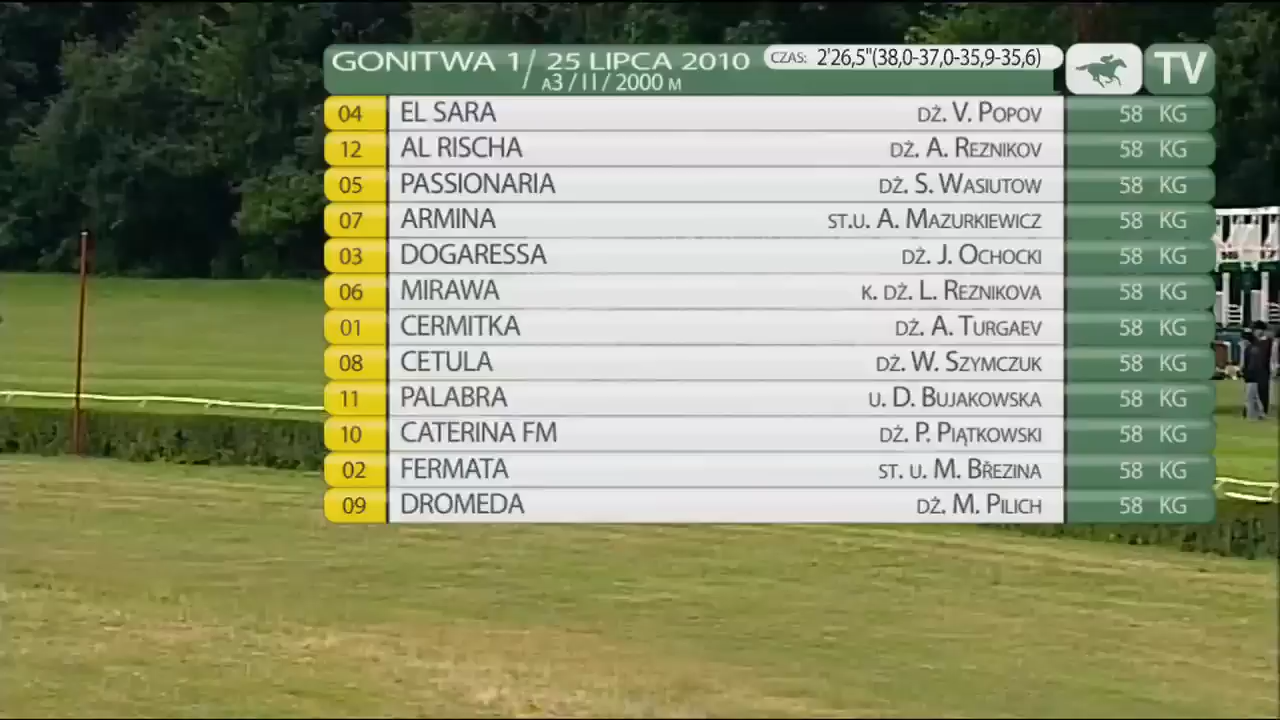 GONITWA 1/ 25 LIPCA 2010 CZAS: 2'26,5"(38,0-37,0-35,9-35,6) TV
A3 / II / 2000 M
04 EL SARA DŻ. V. POPOV 58 KG
12 AL RISCHA DŻ. A. REZNIKOV 58 KG
05 PASSIONARIA DŻ. S. WASIUTOW 58 KG
07 ARMINA ST.U. A. MAZURKIEWICZ 58 KG
03 DOGARESSA DŻ. J. OCHOCKI 58 KG
06 MIRAWA K. DŻ. L. REZNIKOVA 58 KG
01 CERMITKA DŻ. A. TURGAEV 58 KG
08 CETULA DŻ. W. SZYMCZUK 58 KG
11 PALABRA U. D. BUJAKOWSKA 58 KG
10 CATERINA FM DŻ. P. PIĄTKOWSKI 58 KG
02 FERMATA ST. U. M. BŘEZINA 58 KG
09 DROMEDA DŻ. M. PILICH 58 KG